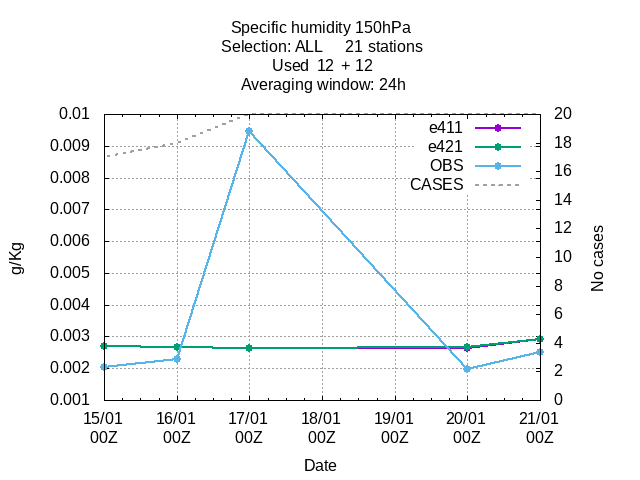 Specific humidity 150hPa
Selection: ALL     21 stations
Used  12  + 12
Averaging window: 24h
e411
e421
OBS
CASES
0.01
0.009
0.008
0.007
0.006
0.005
0.004
0.003
0.002
0.001
20
18
16
14
12
10
8
6
4
2
0
g/Kg
No cases
15/01 16/01 17/01 18/01 19/01 20/01 21/01
00Z 00Z 00Z 00Z 00Z 00Z 00Z
Date